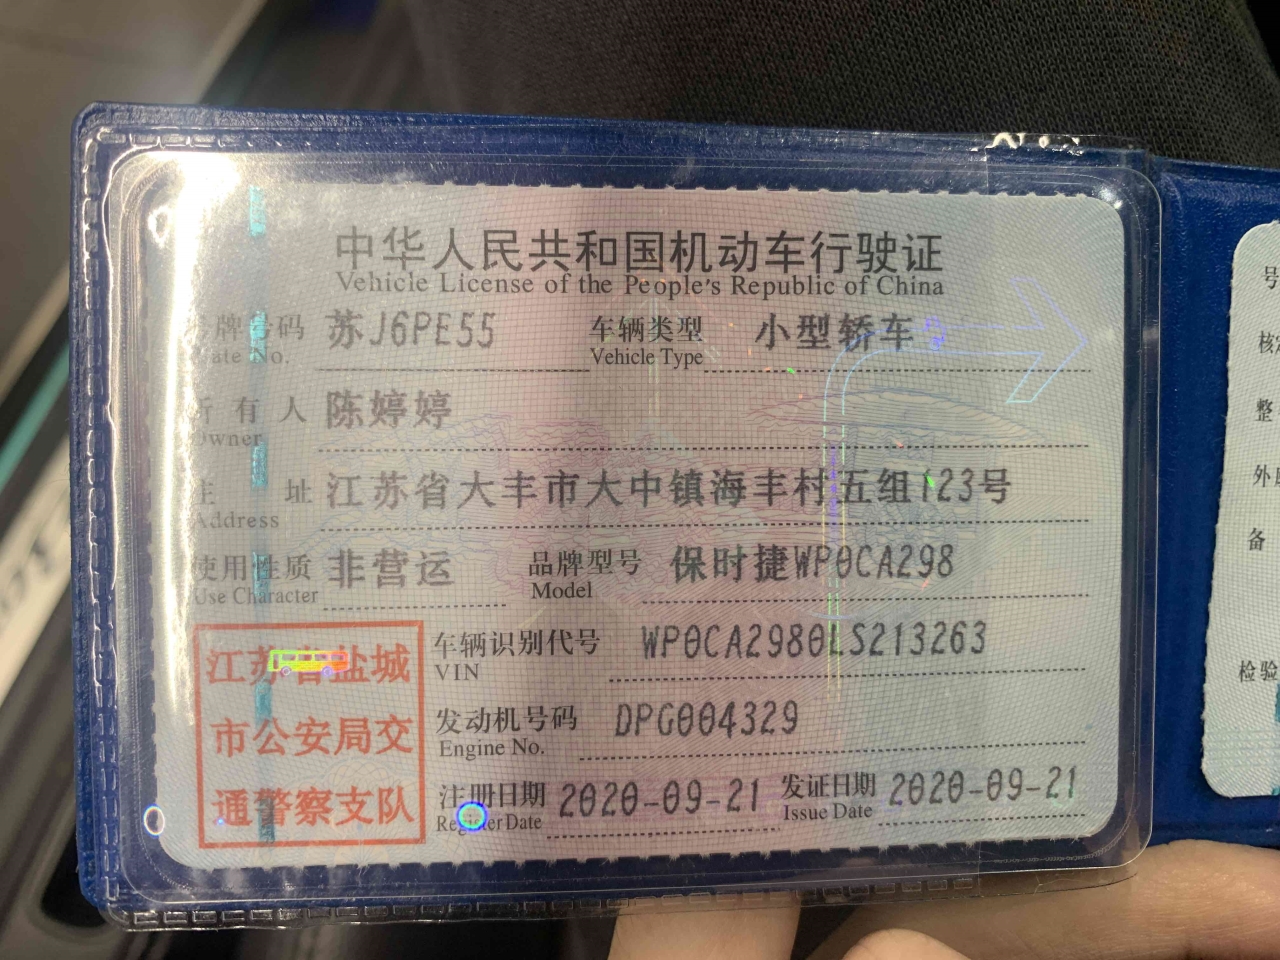 中华人民共和国机动车行驶证
Vehicle License of the People's Republic of China
号牌号码 苏J6PE55 车辆类型 小型轿车
Plate No. Vehicle Type
所有人 陈婷婷
Owner
住址 江苏省大丰市大中镇海丰村五组123号
Address
使用性质 非营运 品牌型号 保时捷WP0CA298
Use Character Model
车辆识别代号 WP0CA2980LS213263
VIN
发动机号码 DPG004329
Engine No.
注册日期 2020-09-21 发证日期 2020-09-21
Register Date Issue Date
江苏省盐城
市公安局交
通警察支队
号
核定
整
外廓
备
检验